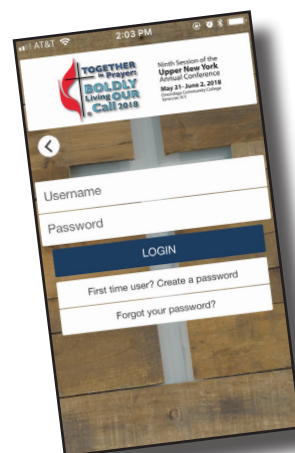 AT&T 2:03 PM
TOGETHER
in Prayer:
BOLDLY
Living OUR
Call 2018
Ninth Session of the
Upper New York
Annual Conference
May 31- June 2, 2018
Onondaga Community College
Syracuse, N.Y.
Username
Password
LOGIN
First time user? Create a password
Forgot your password?